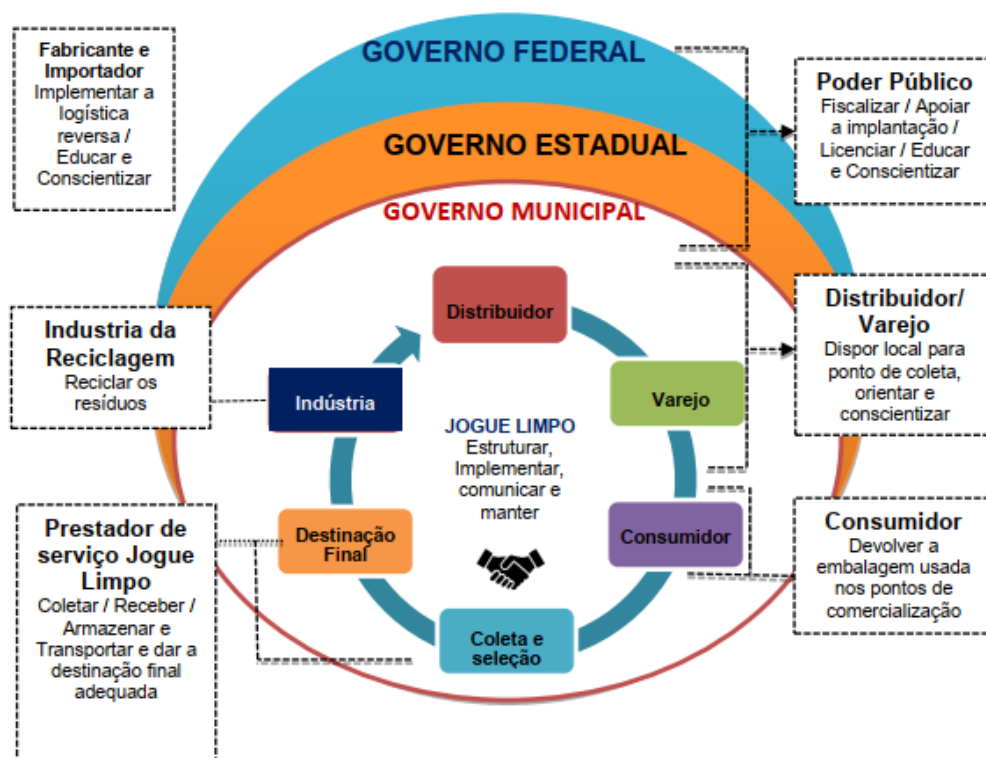 GOVERNO FEDERAL
GOVERNO ESTADUAL
GOVERNO MUNICIPAL
Fabricante e
Importador
Implementar a
logística
reversa /
Educar e
Conscientizar
Poder Público
Fiscalizar / Apoiar
a implantação /
Licenciar / Educar
e Conscientizar
Industria da
Reciclagem
Reciclar os
resíduos
Distribuidor/
Varejo
Dispor local para
ponto de coleta,
orientar e
conscientizar
Prestador de
serviço Jogue
Limpo
Coletar / Receber /
Armazenar e
Transportar e dar a
destinação final
adequada
Consumidor
Devolver a
embalagem usada
nos pontos de
comercialização
Distribuidor
Varejo
Consumidor
Coleta e
seleção
Destinação
Final
Indústria
JOGUE LIMPO
Estruturar,
Implementar,
comunicar e
manter